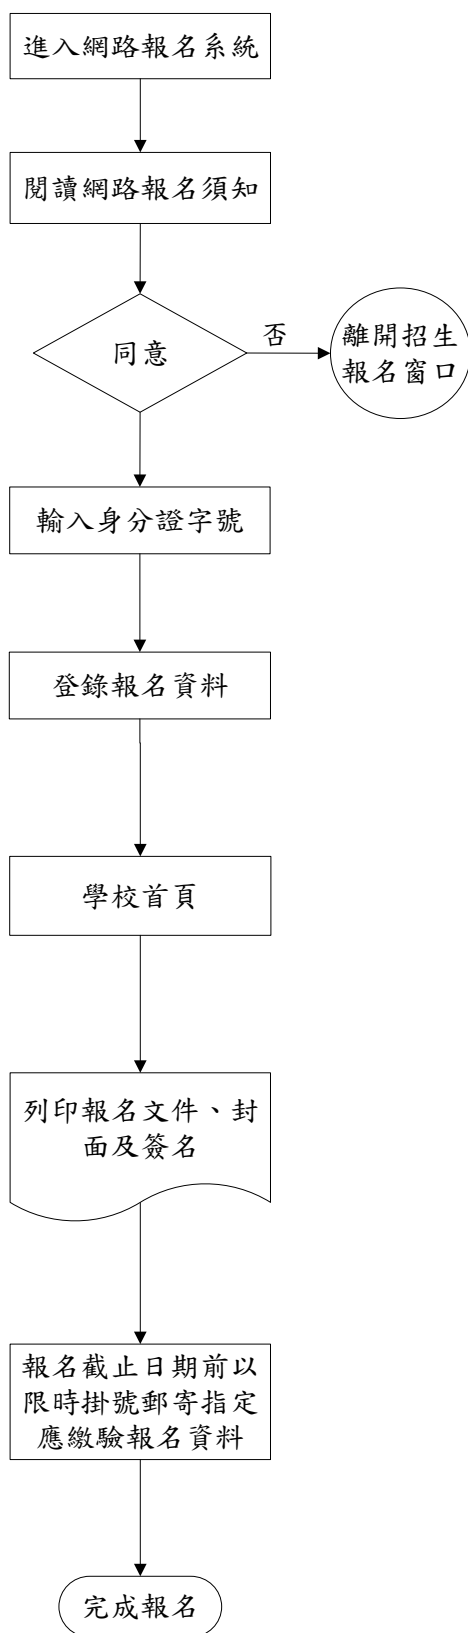 進入網路報名系統
閱讀網路報名須知
同意
否
離開招生
報名窗口
輸入身分證字號
登錄報名資料
學校首頁
列印報名文件、封
面及簽名
報名截止日期前以
限時掛號郵寄指定
應繳驗報名資料
完成報名